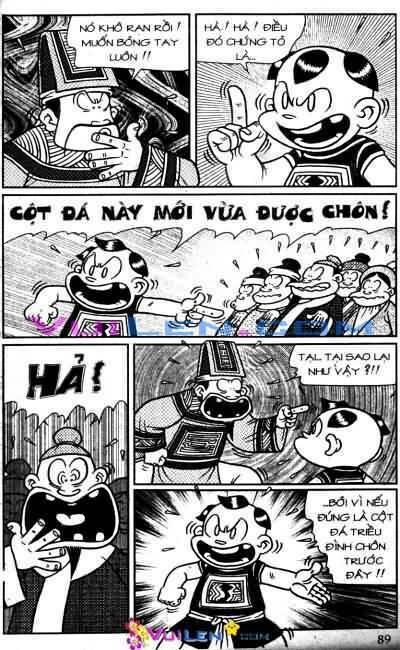 NÓ KHÔ RAN RỒI!
MUỐN BỎNG TAY
LUÔN!!
HA! HA! ĐIỀU
ĐÓ CHỨNG TỎ
LÀ...
CỘT ĐÁ NÀY MỚI VỪA ĐƯỢC CHÔN!
VUILEN.COM
HẢ!
TẠI.. TẠI SAO LẠI
NHƯ VẬY?!!
..BỞI VÌ NẾU
ĐÚNG LÀ CỘT
ĐÁ TRIỀU
ĐÌNH CHÔN
TRƯỚC
ĐÂY!!
VUILEN.COM
89